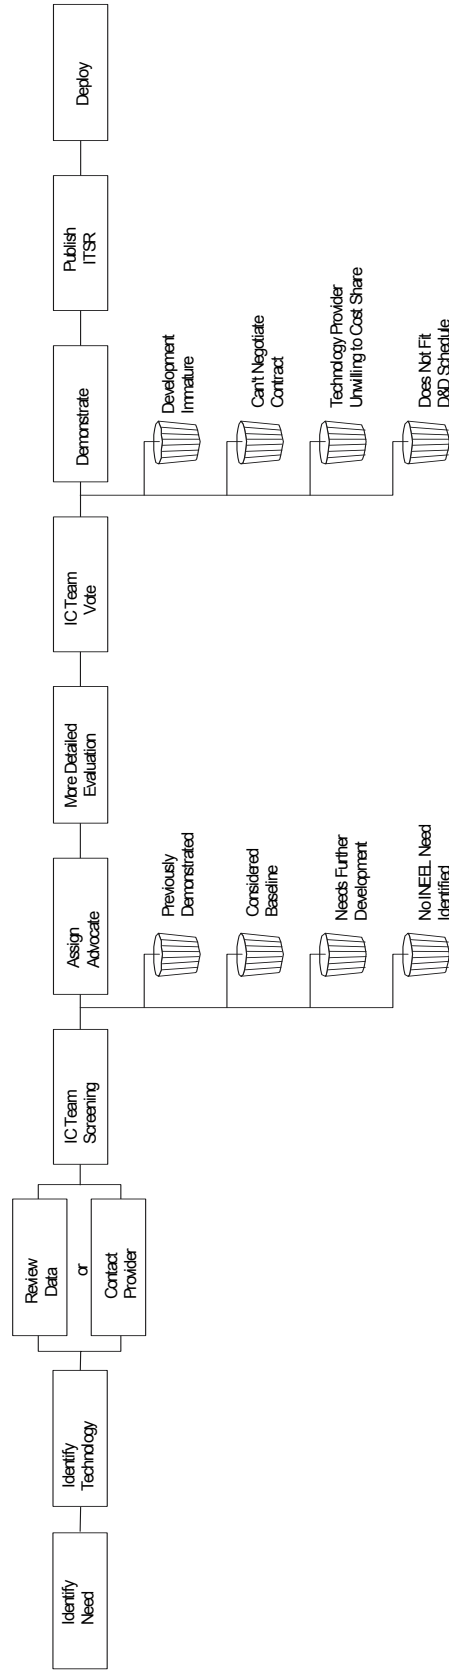 Identify
Need
Identify
Technology
Review
Data
or
Contact
Provider
IC Team
Screening
Assign
Advocate
Previously
Demonstrated
Considered
Baseline
Needs Further
Development
No INEEL Need
Identified
More Detailed
Evaluation
IC Team
Vote
Demonstrate
Development
Immature
Can't Negotiate
Contract
Technology Provider
Unwilling to Cost Share
Does Not Fit
D&D Schedule
Publish
ITSR
Deploy